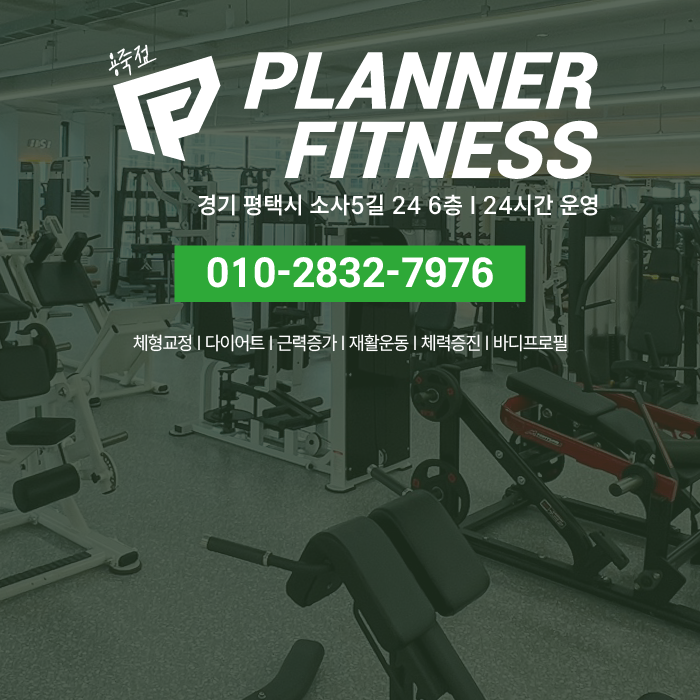 용죽점
PLANNER
FITNESS
경기 평택시 소사5길 24 6층 I 24시간 운영
010-2832-7976
체형교정 I 다이어트 I 근력증가 I 재활운동 I 체력증진 I 바디프로필